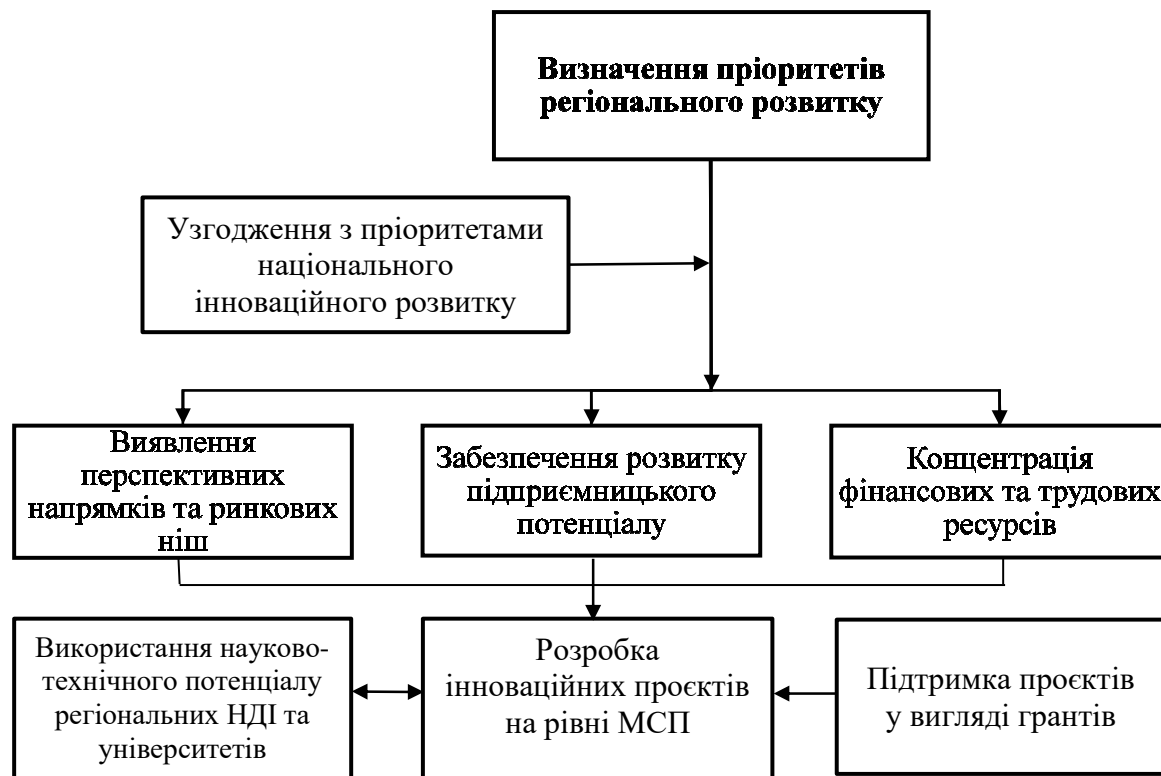 Визначення пріоритетів
регіонального розвитку
Узгодження з пріоритетами
національного
інноваційного розвитку
Виявлення
перспективних
напрямків та ринкових
ніш
Забезпечення розвитку
підприємницького
потенціалу
Концентрація
фінансових та трудових
ресурсів
Використання науково-
технічного потенціалу
регіональних НДІ та
університетів
Розробка
інноваційних проєктів
на рівні МСП
Підтримка проєктів
у вигляді грантів